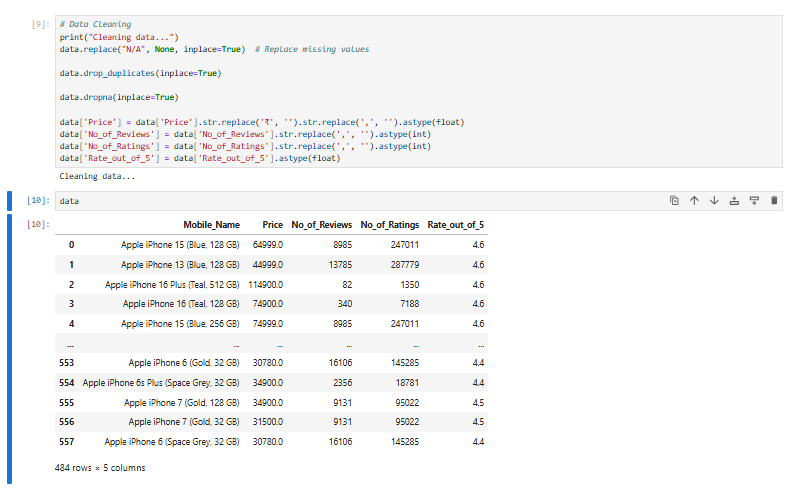 [9]: # Data Cleaning
print("Cleaning data...")
data.replace("N/A", None, inplace=True)  # Replace missing values
data.drop_duplicates(inplace=True)
data.dropna(inplace=True)
data['Price'] = data['Price'].str.replace('₹', '').str.replace(',', '').astype(float)
data['No_of_Reviews'] = data['No_of_Reviews'].str.replace(',', '').astype(int)
data['No_of_Ratings'] = data['No_of_Ratings'].str.replace(',', '').astype(int)
data['Rate_out_of_5'] = data['Rate_out_of_5'].astype(float)
Cleaning data...
[10]: data
[10]: Mobile_Name Price No_of_Reviews No_of_Ratings Rate_out_of_5
0 Apple iPhone 15 (Blue, 128 GB) 64999.0 8985 247011 4.6
1 Apple iPhone 13 (Blue, 128 GB) 44999.0 13785 287779 4.6
2 Apple iPhone 16 Plus (Teal, 512 GB) 114900.0 82 1350 4.6
3 Apple iPhone 16 (Teal, 128 GB) 74900.0 340 7188 4.6
4 Apple iPhone 15 (Blue, 256 GB) 74999.0 8985 247011 4.6
... ... ... ... ... ...
553 Apple iPhone 6 (Gold, 32 GB) 30780.0 16106 145285 4.4
554 Apple iPhone 6s Plus (Space Grey, 32 GB) 34900.0 2356 18781 4.4
555 Apple iPhone 7 (Gold, 128 GB) 34900.0 9131 95022 4.5
556 Apple iPhone 7 (Gold, 32 GB) 31500.0 9131 95022 4.5
557 Apple iPhone 6 (Space Grey, 32 GB) 30780.0 16106 145285 4.4
484 rows × 5 columns